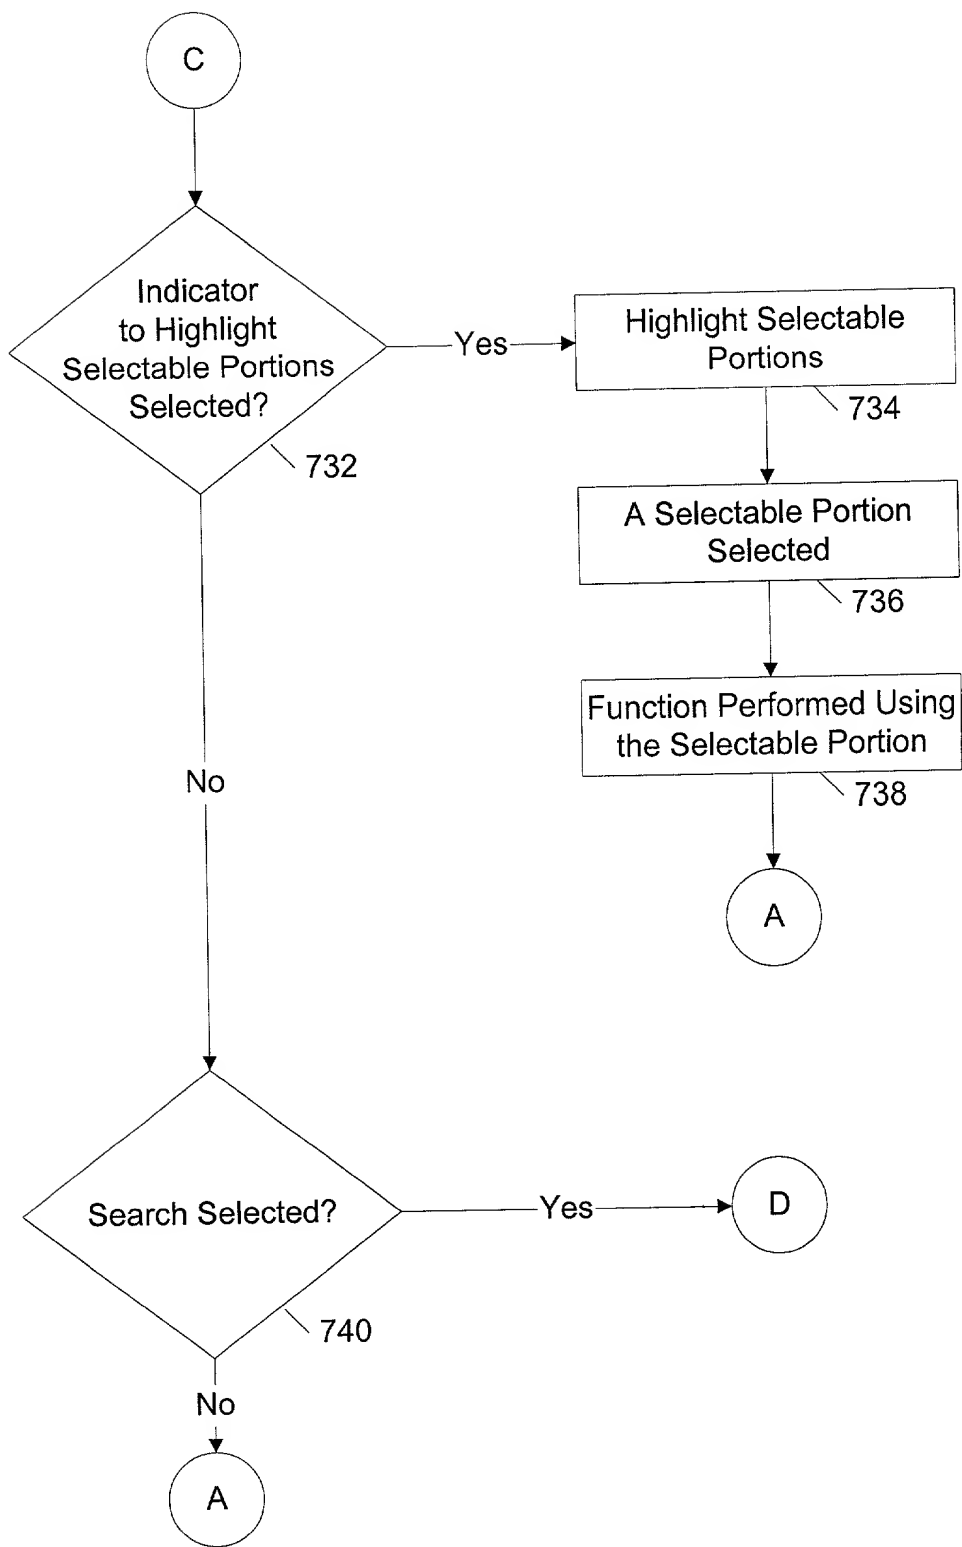 C
Indicator
to Highlight
Selectable Portions
Selected?
732
Yes
Highlight Selectable
Portions
734
A Selectable Portion
Selected
736
Function Performed Using
the Selectable Portion
738
A
No
Search Selected?
740
Yes
D
No
A